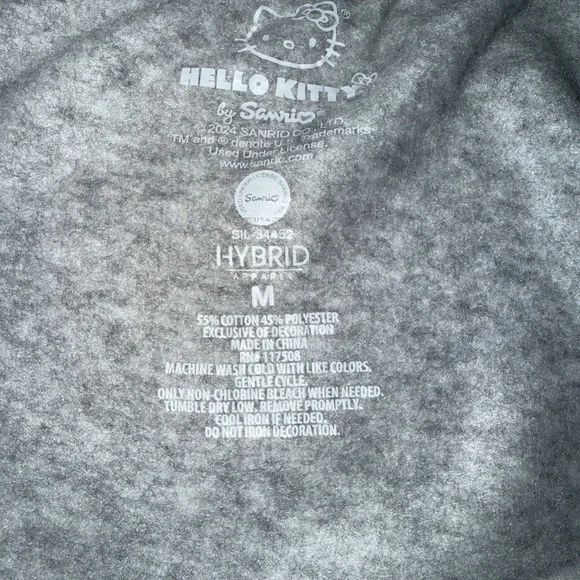 HELLO KITTY
by Sanrio®
© 2024 SANRIO CO., LTD.
TM and ® denote U.S. Trademarks
Used Under License.
www.sanrio.com
Sanrio
USA
SIL-34452
HYBRID
APPAREL
M
55% COTTON 45% POLYESTER
EXCLUSIVE OF DECORATION
MADE IN CHINA
RN# 117508
MACHINE WASH COLD WITH LIKE COLORS.
GENTLE CYCLE.
ONLY NON-CHLORINE BLEACH WHEN NEEDED.
TUMBLE DRY LOW. REMOVE PROMPTLY.
COOL IRON IF NEEDED.
DO NOT IRON DECORATION.